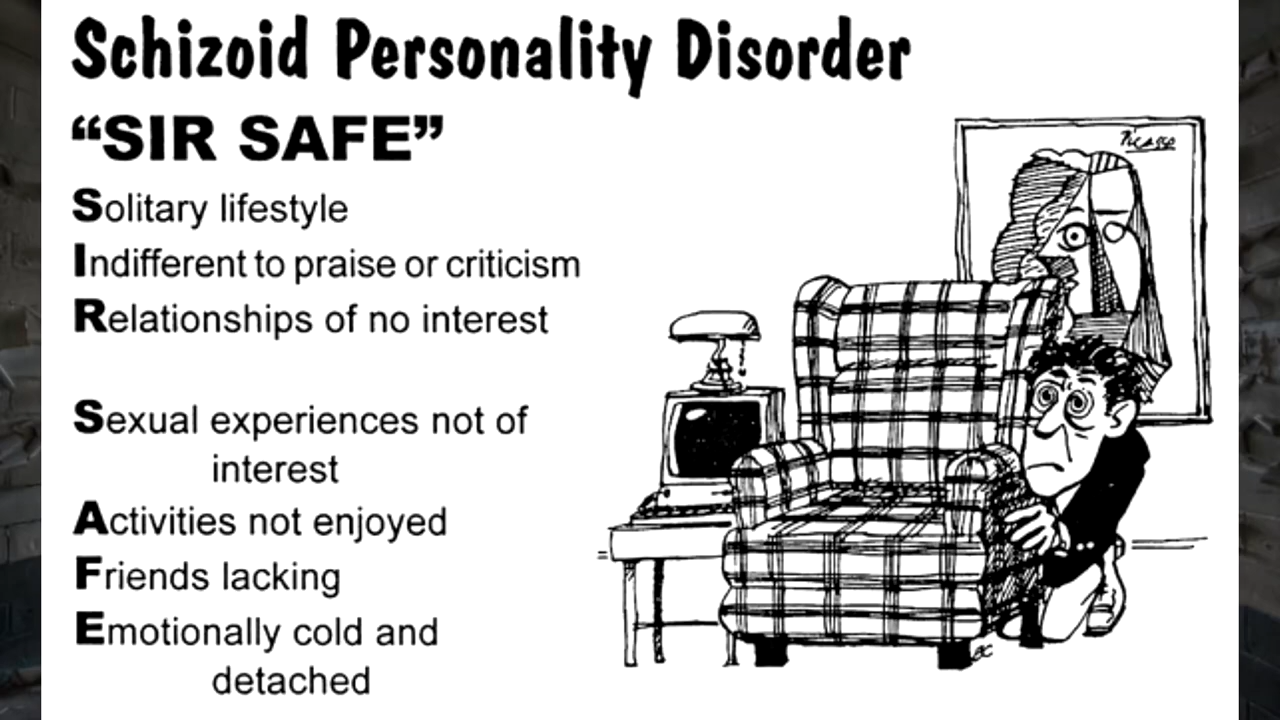 Schizoid Personality Disorder
“SIR SAFE”
Solitary lifestyle
Indifferent to praise or criticism
Relationships of no interest
Sexual experiences not of
interest
Activities not enjoyed
Friends lacking
Emotionally cold and
detached
Picasso